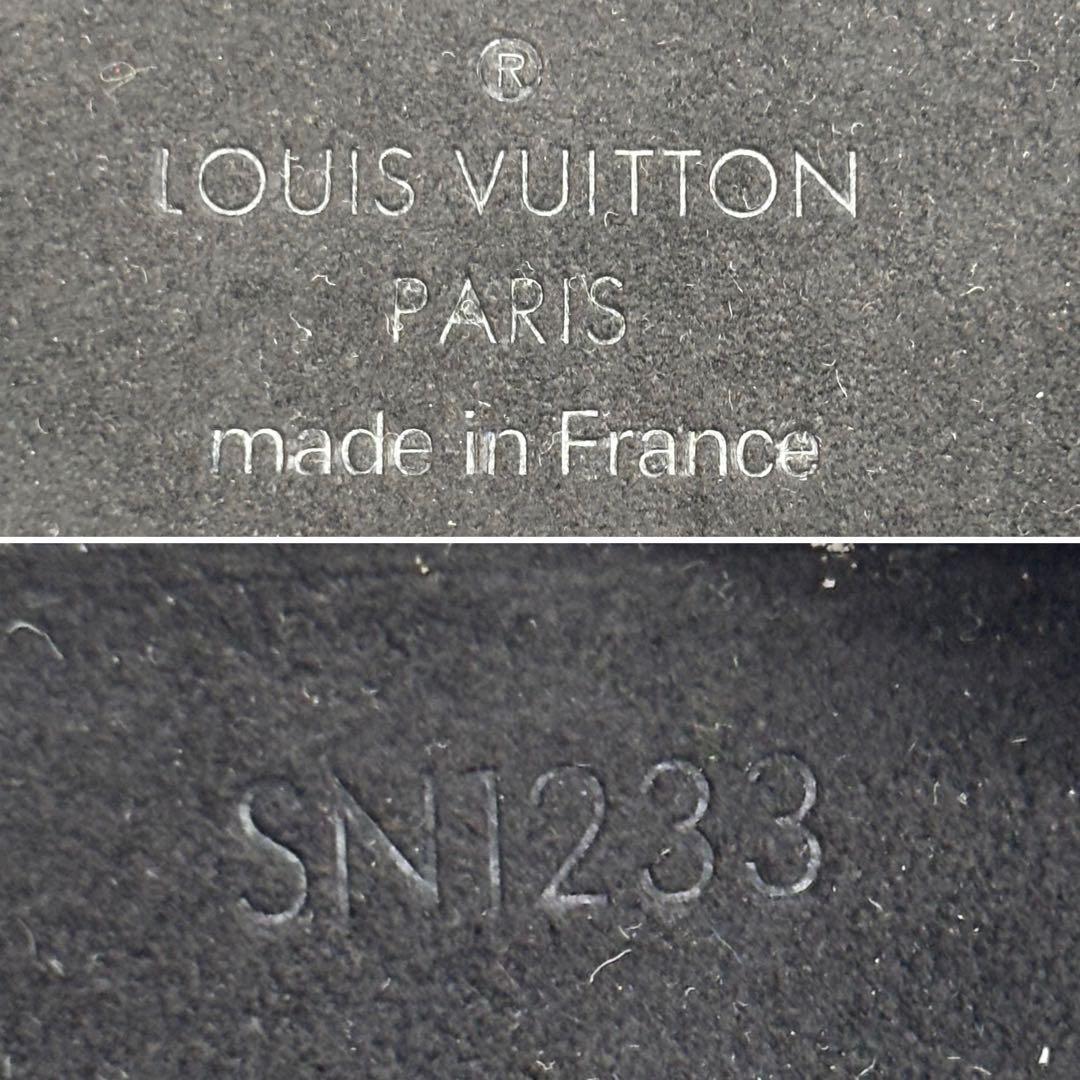 ®
LOUIS VUITTON
PARIS
made in France
SN1233